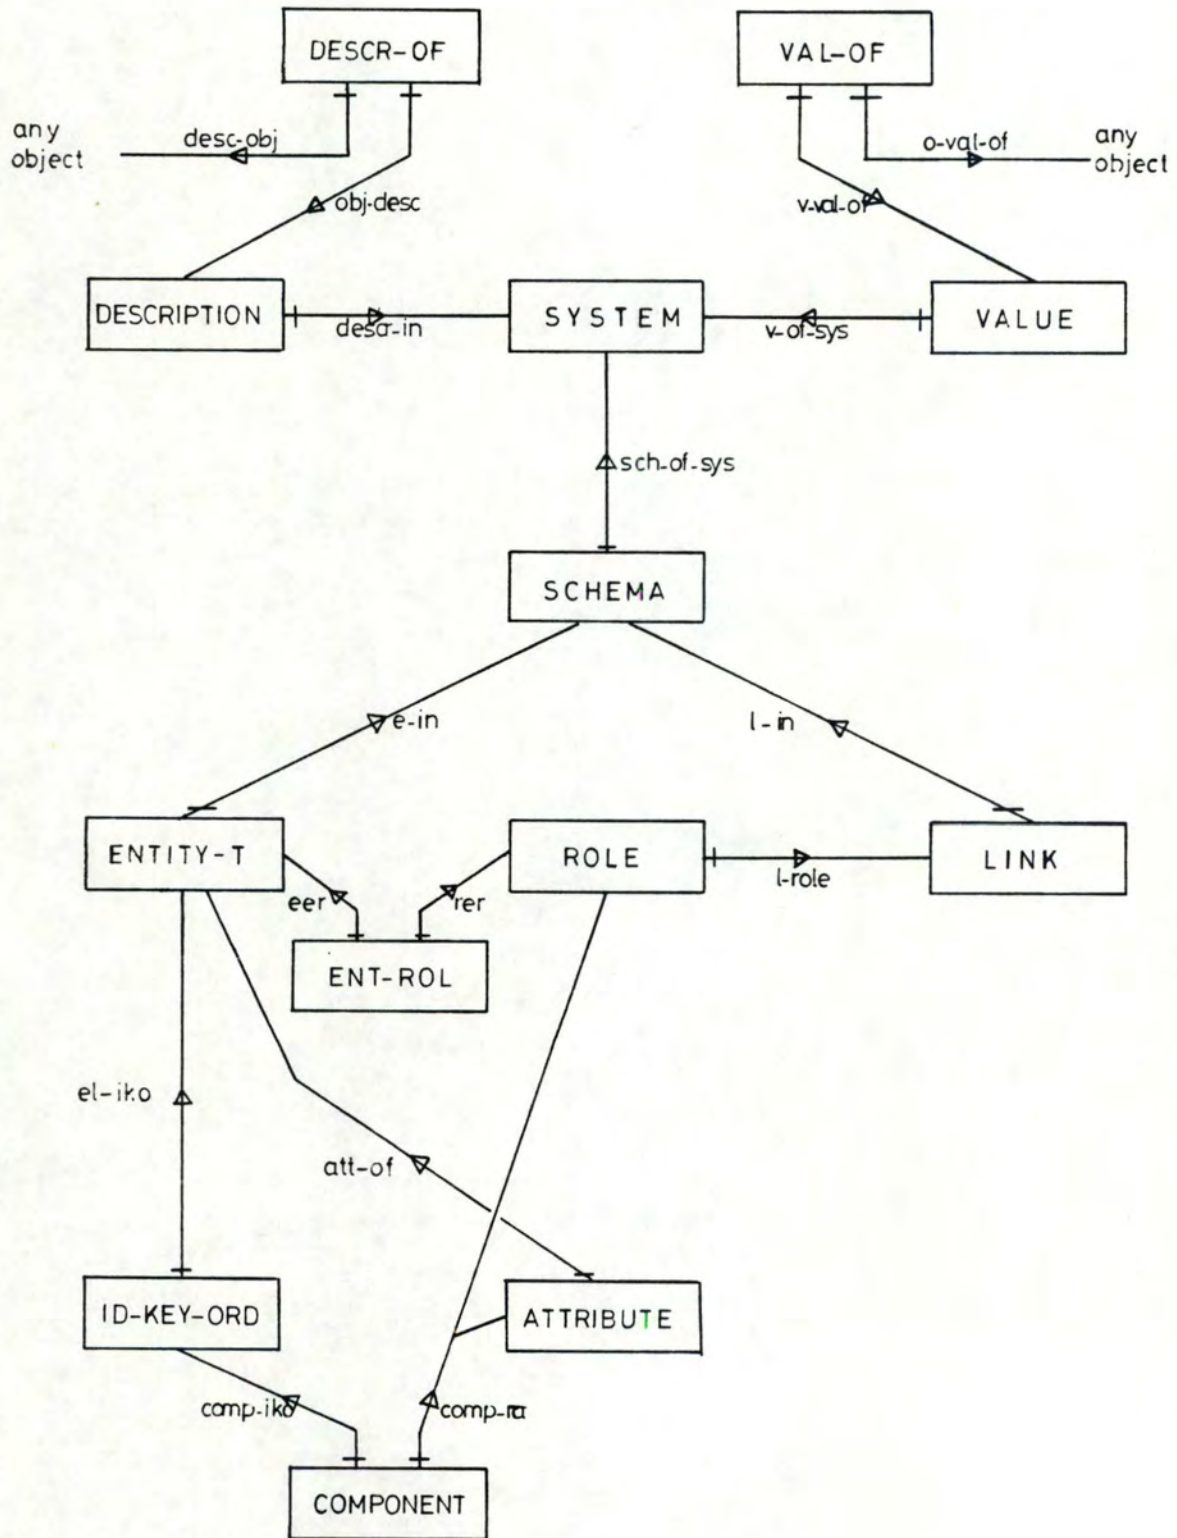 DESCR-OF
VAL-OF
any
object
desc-obj
o-val-of
any
object
obj-desc
v-val-of
DESCRIPTION
descr-in
SYSTEM
v-of-sys
VALUE
sch-of-sys
SCHEMA
e-in
l-in
ENTITY-T
ROLE
l-role
LINK
eer
rer
ENT-ROL
el-iko
att-of
ID-KEY-ORD
ATTRIBUTE
comp-iko
comp-ra
COMPONENT